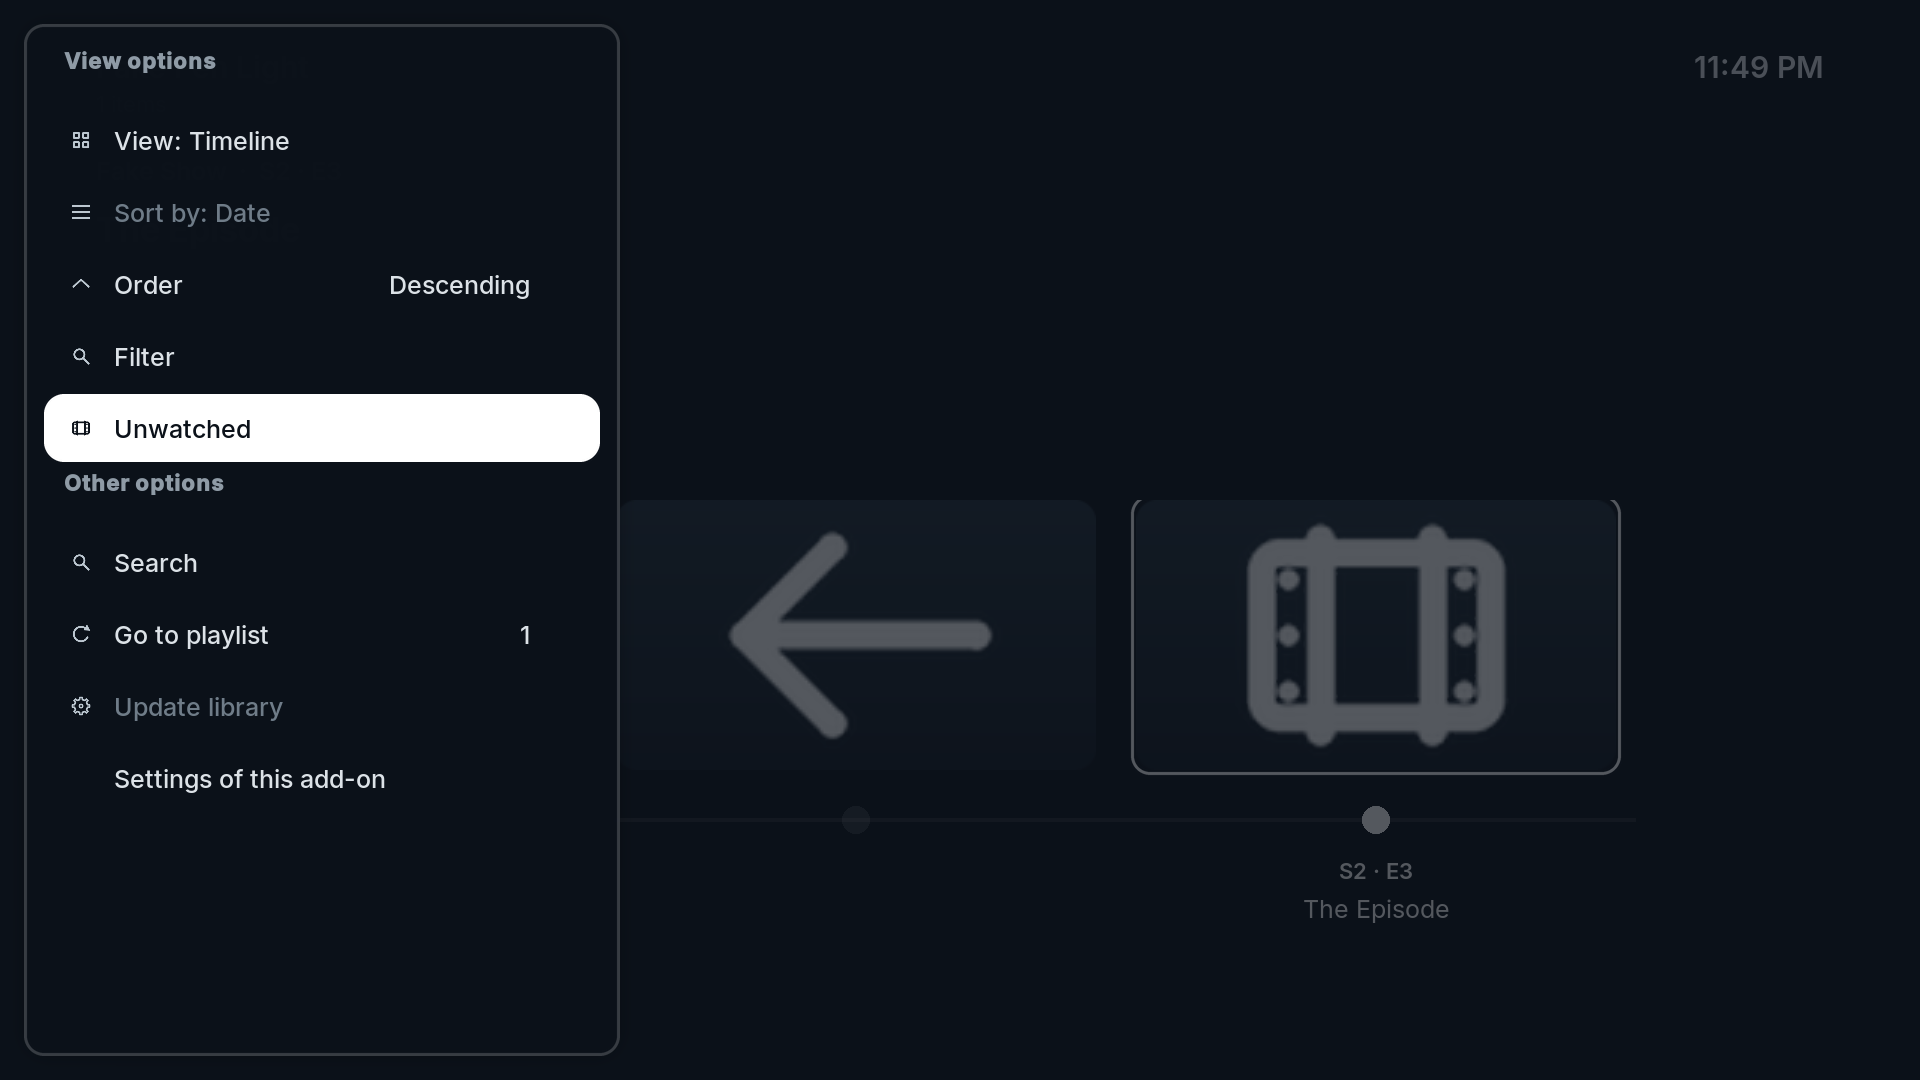 View options
11:49 PM
View: Timeline
Sort by: Date
Order Descending
Filter
Unwatched
Other options
Search
Go to playlist 1
Update library
Settings of this add-on
S2 · E3
The Episode